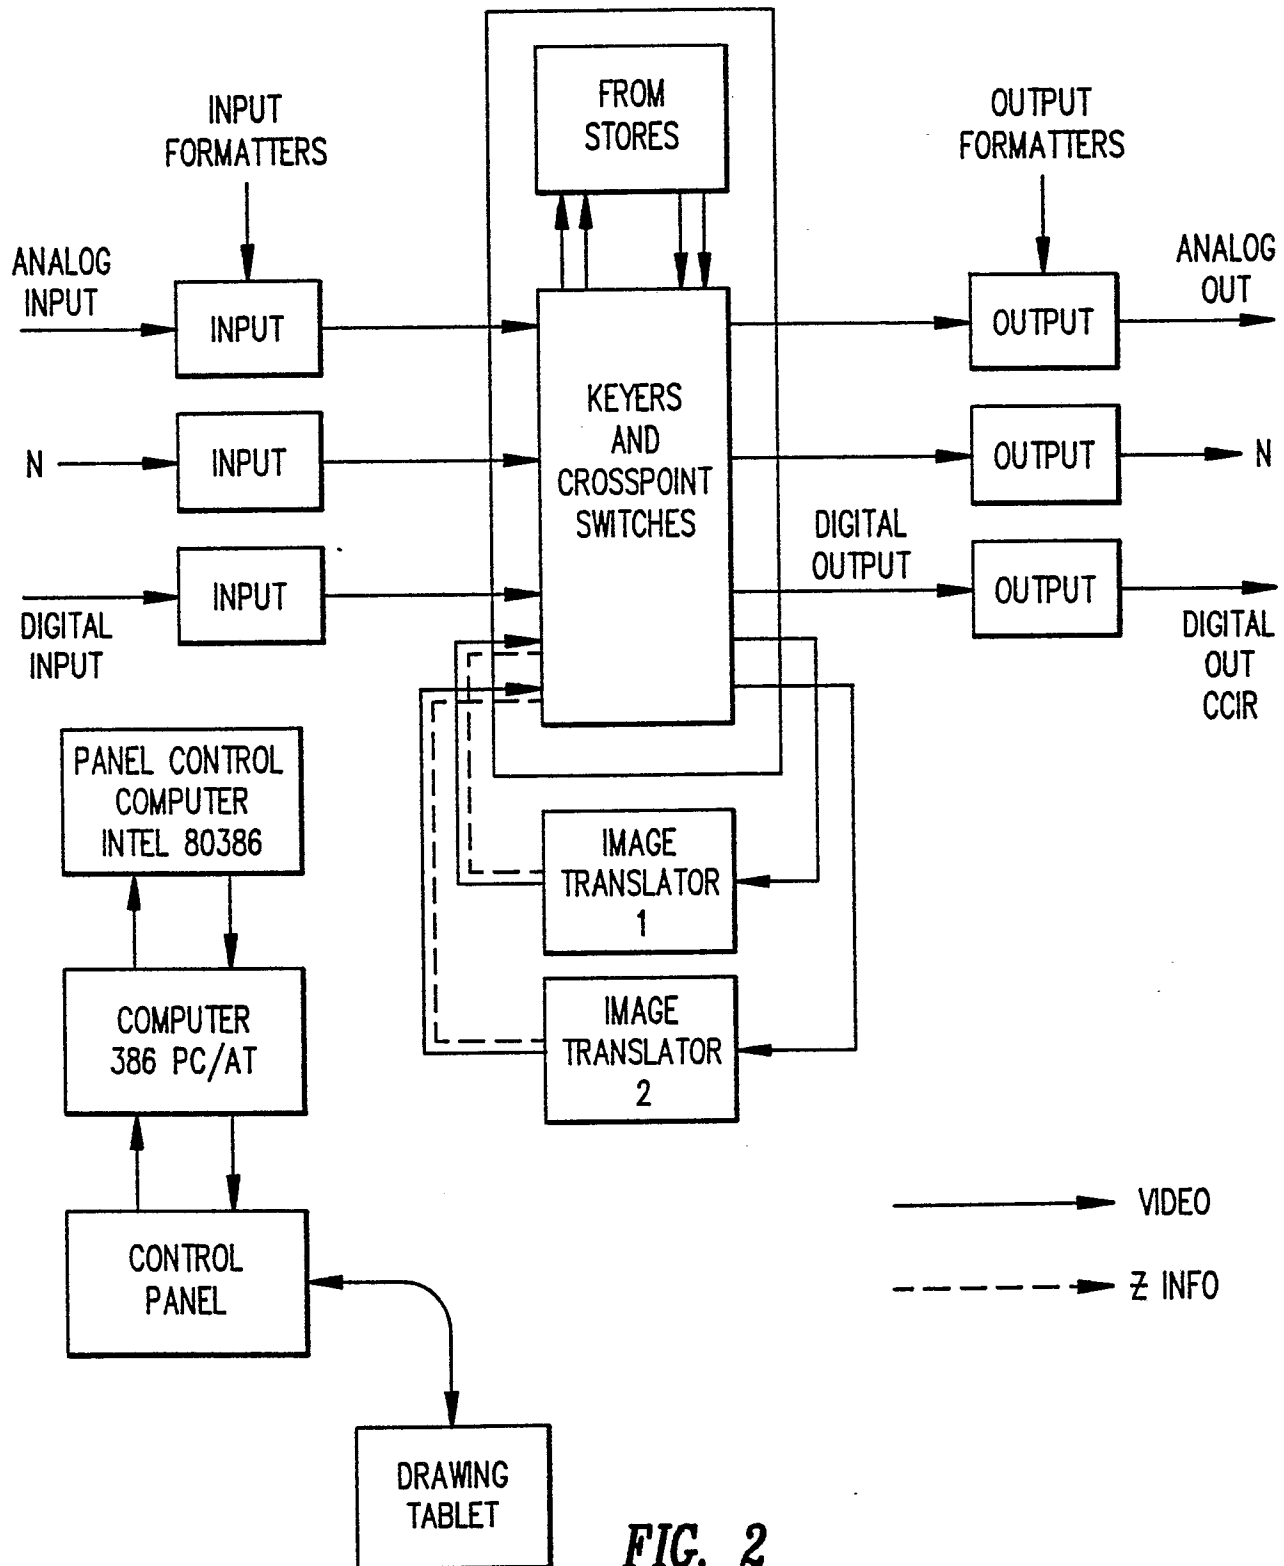 INPUT
FORMATTERS
FROM
STORES
OUTPUT
FORMATTERS
ANALOG
INPUT
INPUT
OUTPUT
ANALOG
OUT
N
INPUT
KEYERS
AND
CROSSPOINT
SWITCHES
OUTPUT
N
DIGITAL
INPUT
INPUT
DIGITAL
OUTPUT
OUTPUT
DIGITAL
OUT
CCIR
PANEL CONTROL
COMPUTER
INTEL 80386
IMAGE
TRANSLATOR
1
COMPUTER
386 PC/AT
IMAGE
TRANSLATOR
2
CONTROL
PANEL
VIDEO
Ƶ INFO
DRAWING
TABLET
FIG. 2